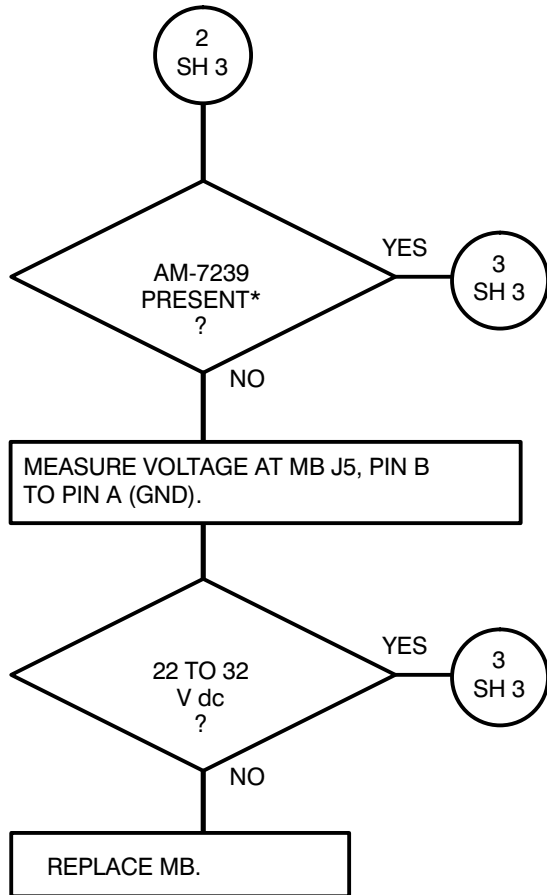 2
SH 3
AM-7239
PRESENT*
?
YES
3
SH 3
NO
MEASURE VOLTAGE AT MB J5, PIN B
TO PIN A (GND).
22 TO 32
V dc
?
YES
3
SH 3
NO
REPLACE MB.